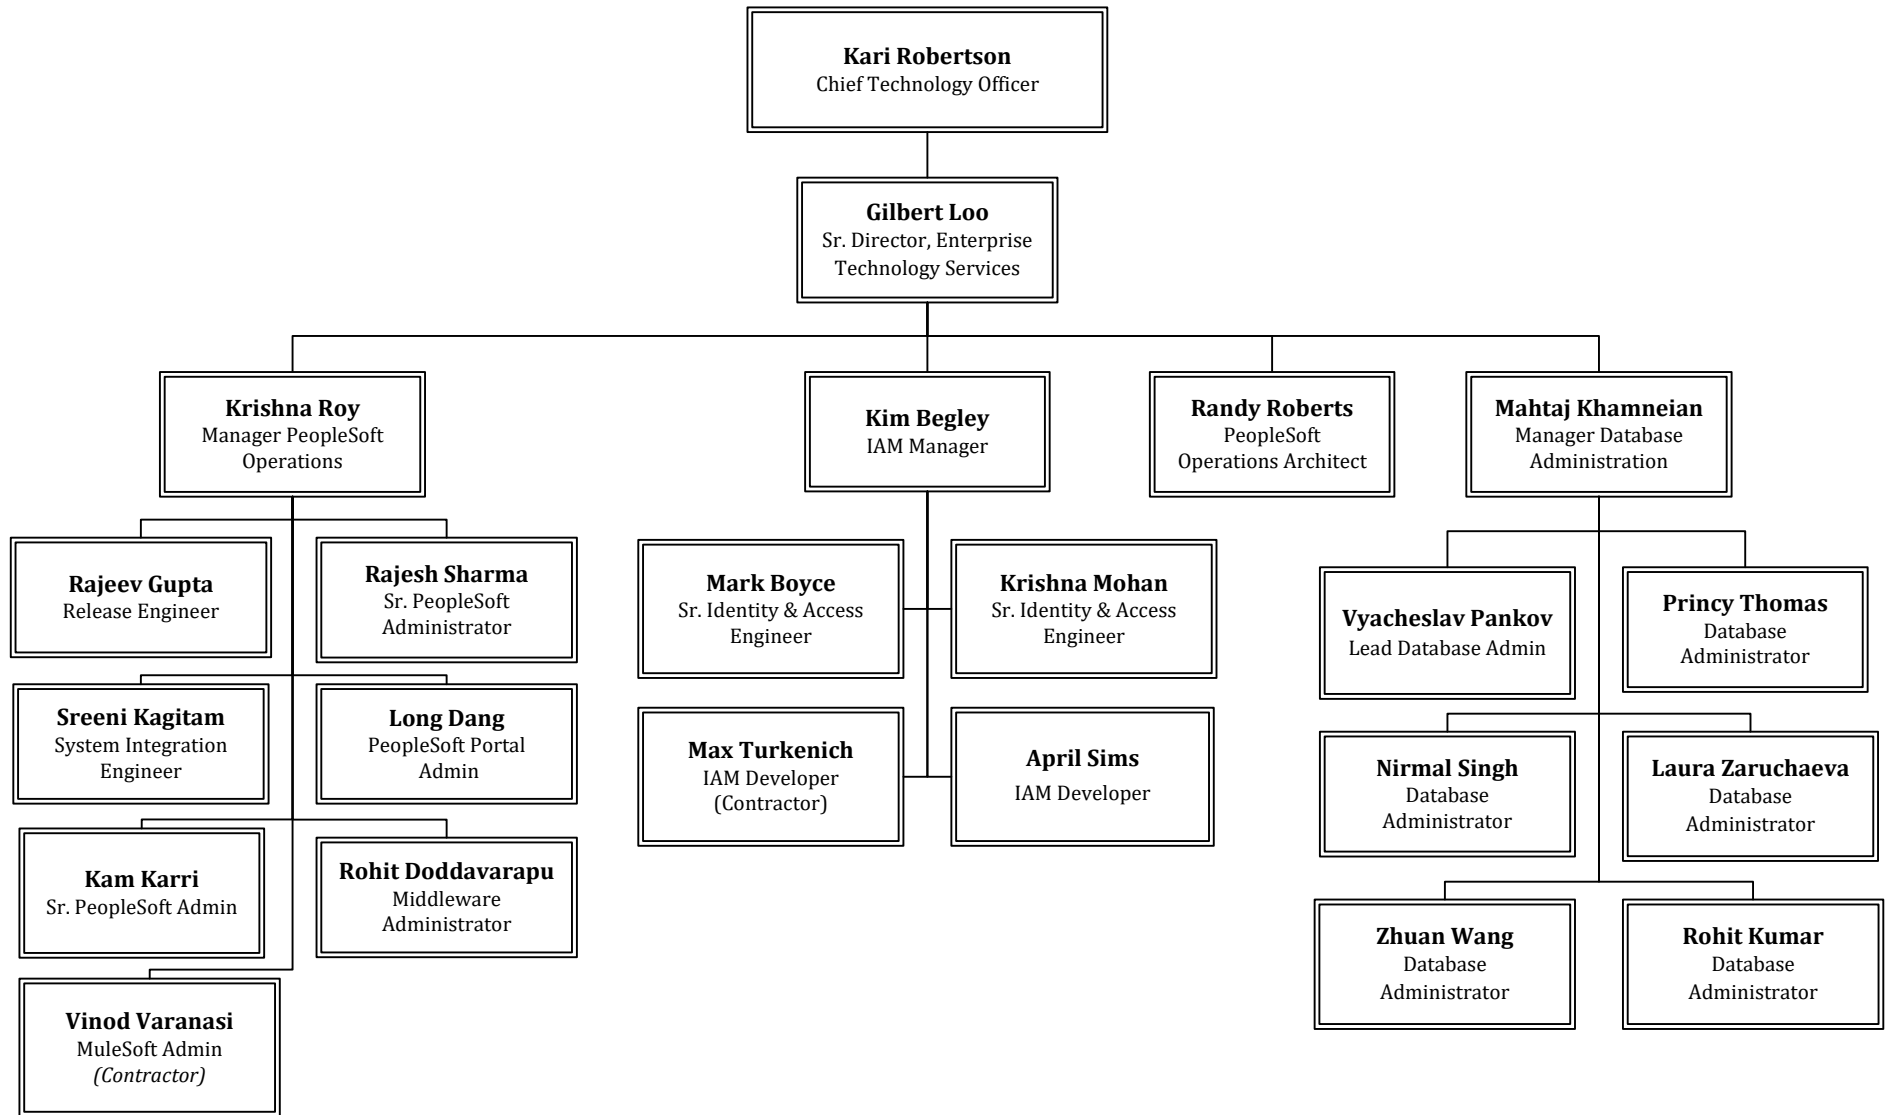 Kari Robertson
Chief Technology Officer
Gilbert Loo
Sr. Director, Enterprise
Technology Services
Krishna Roy
Manager PeopleSoft
Operations
Kim Begley
IAM Manager
Randy Roberts
PeopleSoft
Operations Architect
Mahtaj Khamneian
Manager Database
Administration
Rajeev Gupta
Release Engineer
Rajesh Sharma
Sr. PeopleSoft
Administrator
Sreeni Kagitam
System Integration
Engineer
Long Dang
PeopleSoft Portal
Admin
Kam Karri
Sr. PeopleSoft Admin
Rohit Doddavarapu
Middleware
Administrator
Vinod Varanasi
MuleSoft Admin
(Contractor)
Mark Boyce
Sr. Identity & Access
Engineer
Krishna Mohan
Sr. Identity & Access
Engineer
Max Turkenich
IAM Developer
(Contractor)
April Sims
IAM Developer
Vyacheslav Pankov
Lead Database Admin
Princy Thomas
Database
Administrator
Nirmal Singh
Database
Administrator
Laura Zaruchaeva
Database
Administrator
Zhuan Wang
Database
Administrator
Rohit Kumar
Database
Administrator